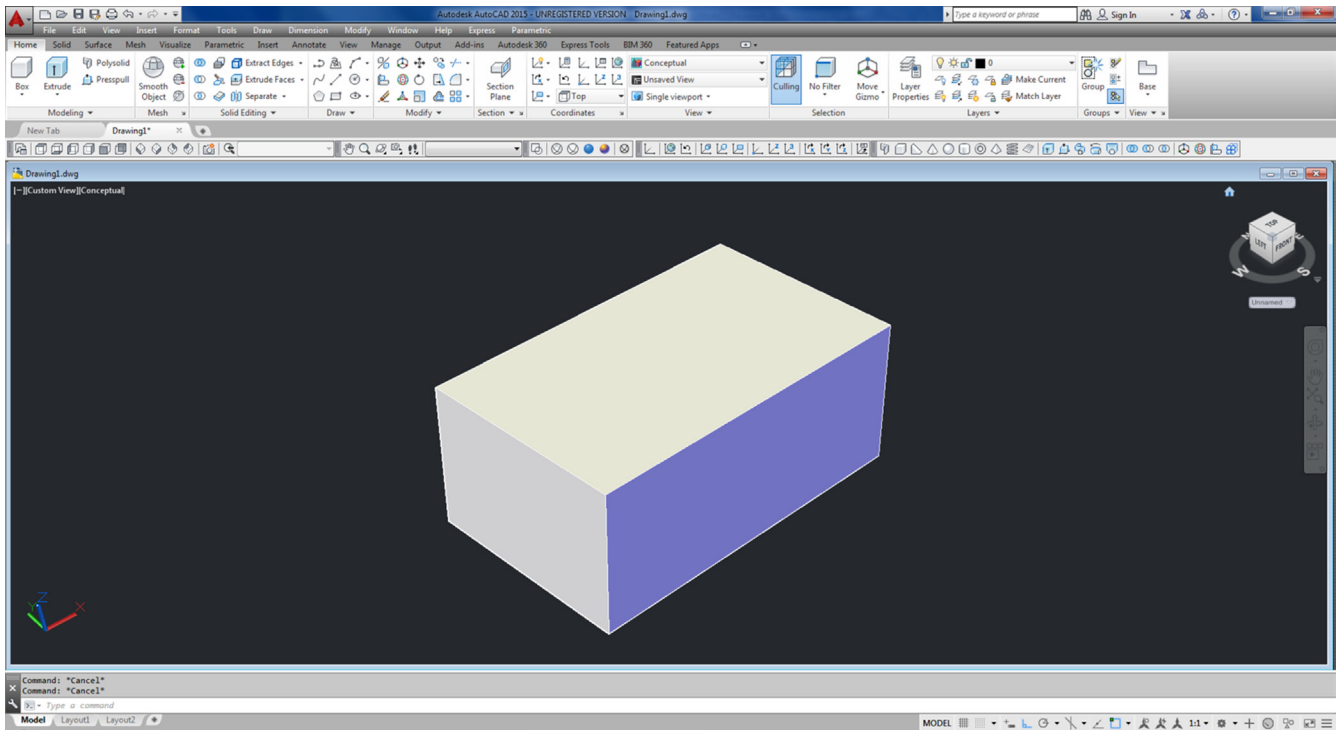 Autodesk AutoCAD 2015 - UNREGISTERED VERSION Drawing1.dwg
Type a keyword or phrase
Sign In
File Edit View Insert Format Tools Draw Dimension Modify Window Help Express Parametric
Home Solid Surface Mesh Visualize Parametric Insert Annotate View Manage Output Add-ins Autodesk 360 Express Tools BIM 360 Featured Apps
Polysolid Extract Edges Conceptual 0
Presspull Extrude Faces Unsaved View Make Current
Box Extrude Smooth Object Separate Section Plane Top Single viewport Culling No Filter Move Gizmo Layer Properties Match Layer Group Base
Modeling Mesh Solid Editing Draw Modify Section Coordinates View Selection Layers Groups View
New Tab Drawing1*
Drawing1.dwg
[–][Custom View][Conceptual]
TOP
LEFT FRONT
N E
W S
Unnamed
Z
Y X
Command: *Cancel*
Command: *Cancel*
Type a command
Model Layout1 Layout2
MODEL 1:1